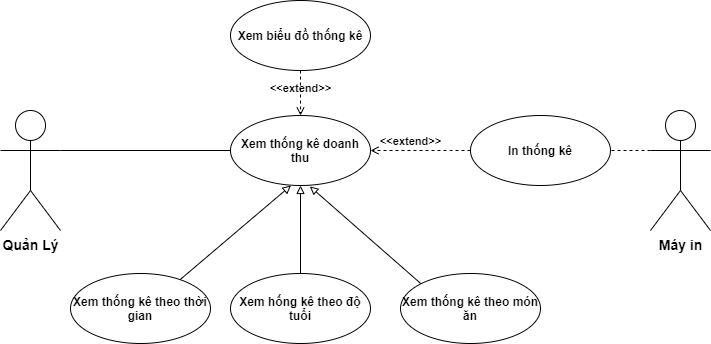 Xem biểu đồ thống kê
<<extend>>
Xem thống kê doanh
thu
<<extend>>
In thống kê
Quản Lý
Máy in
Xem thống kê theo thời
gian
Xem hống kê theo độ
tuổi
Xem thống kê theo món
ăn